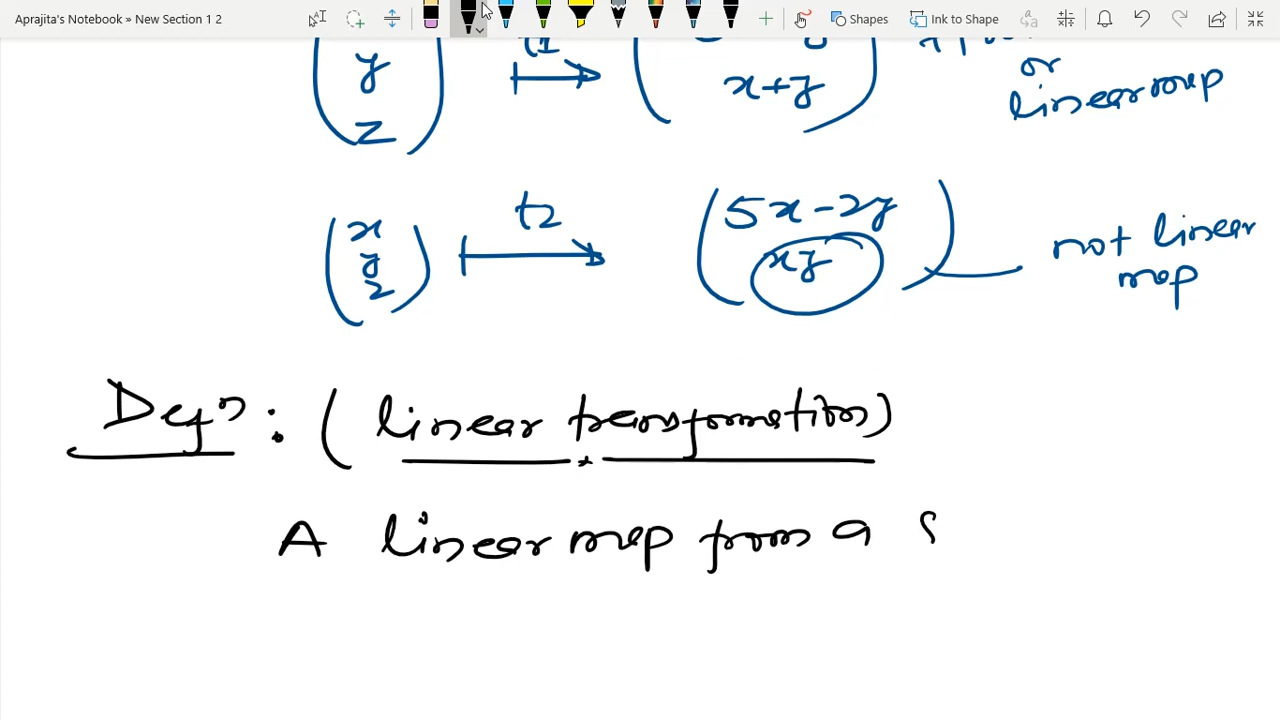 Aprajita's Notebook » New Section 1 2
Shapes
Ink to Shape
t1
y
z
x+y
or
linear map
x
y
z
t2
5x-2y
xy
not linear
map
Defn: (linear transformation)
A linear map from a s